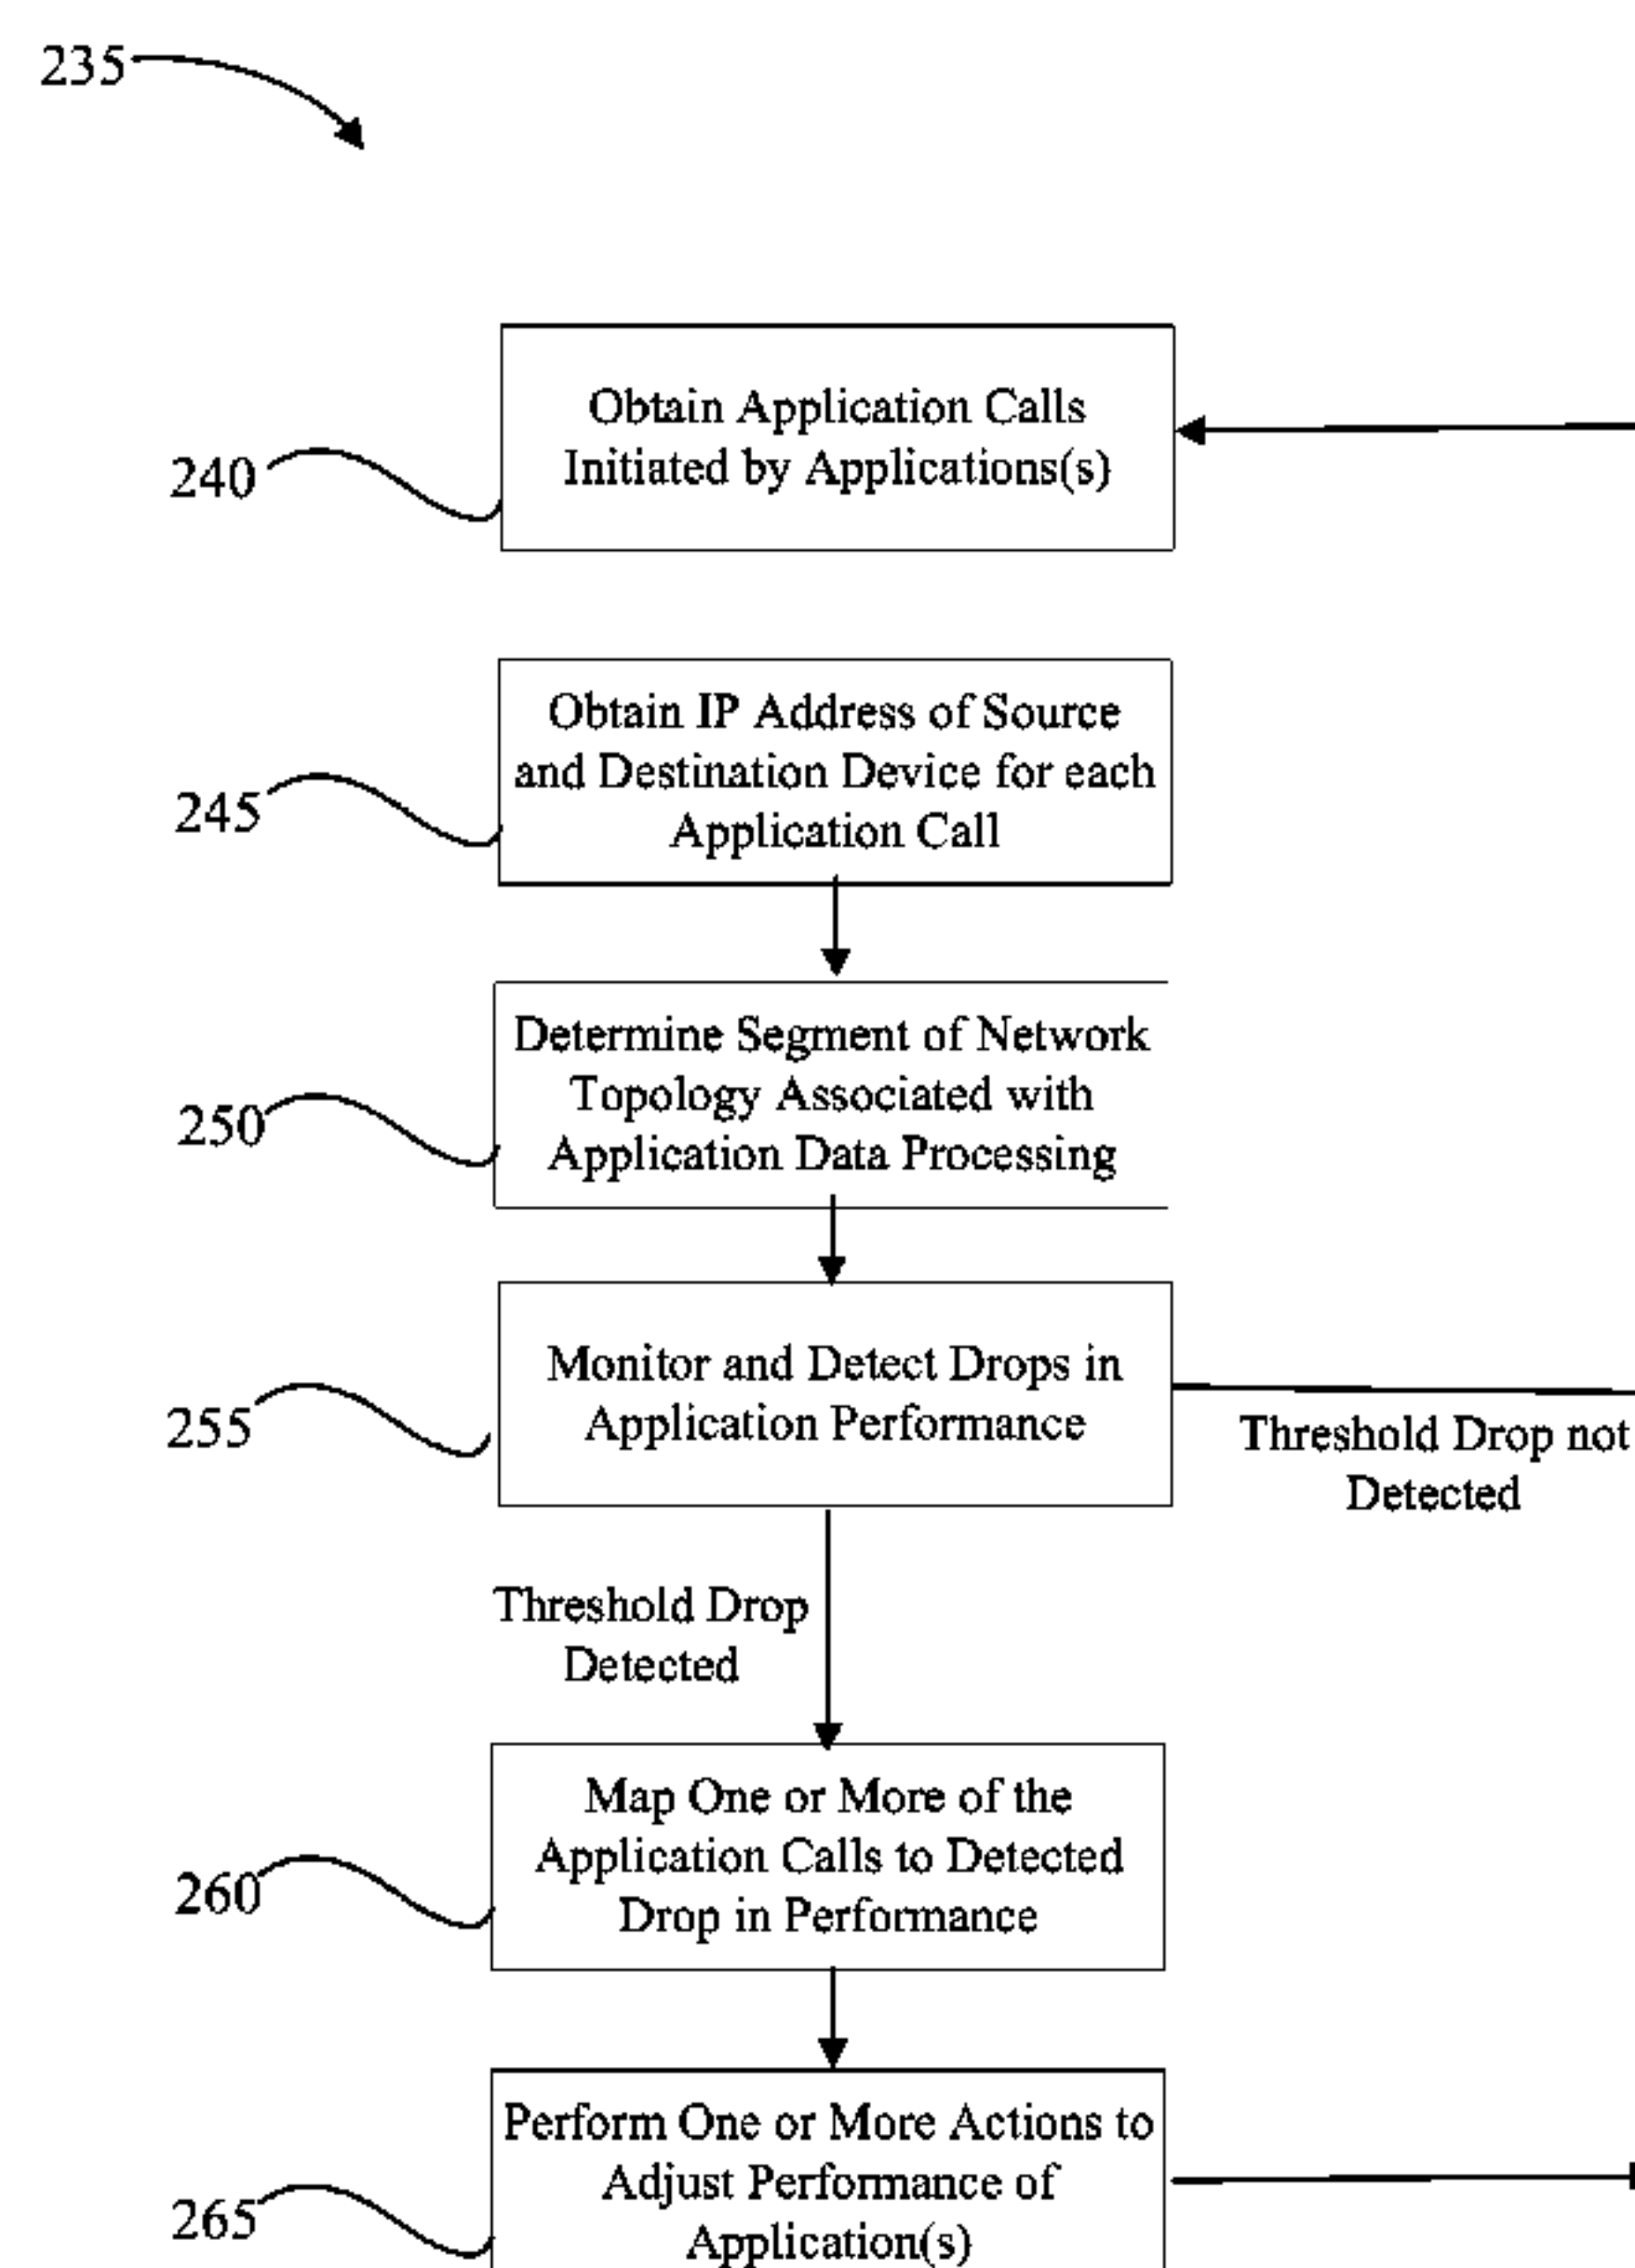 235
Obtain Application Calls
Initiated by Applications(s)
240
Obtain IP Address of Source
and Destination Device for each
Application Call
245
Determine Segment of Network
Topology Associated with
Application Data Processing
250
Monitor and Detect Drops in
Application Performance
255
Threshold Drop not
Detected
Threshold Drop
Detected
Map One or More of the
Application Calls to Detected
Drop in Performance
260
Perform One or More Actions to
Adjust Performance of
Application(s)
265